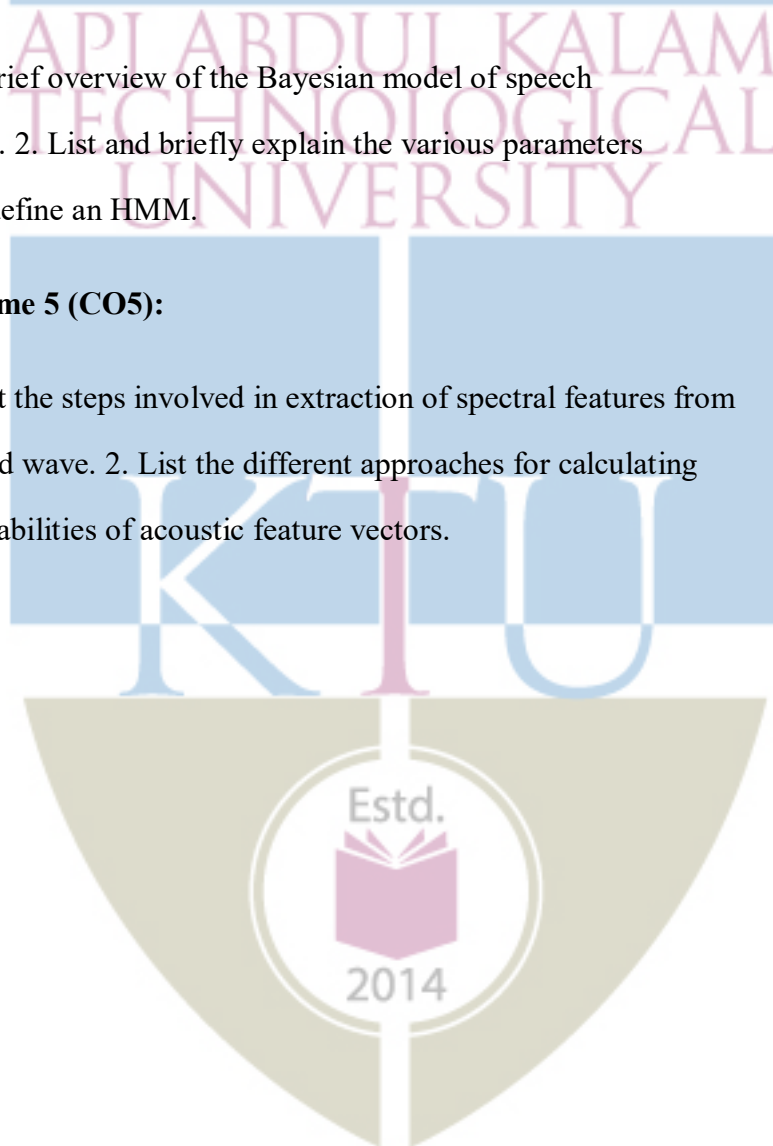 API ABDUL KALAM
TECHNOLOGICAL
UNIVERSITY
rief overview of the Bayesian model of speech
. 2. List and briefly explain the various parameters
efine an HMM.
me 5 (CO5):
t the steps involved in extraction of spectral features from
d wave. 2. List the different approaches for calculating
abilities of acoustic feature vectors.
KTU
Estd.
2014